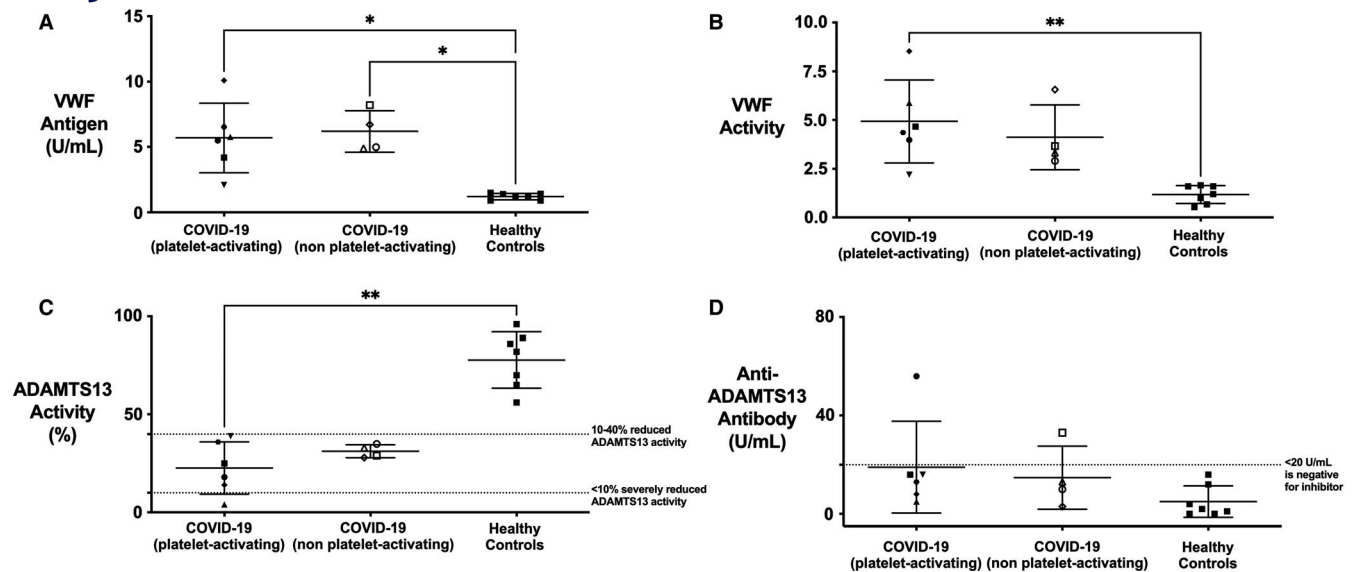 A
VWF
Antigen
(U/mL)
15
10
5
0
*
*
COVID-19
(platelet-activating)
COVID-19
(non platelet-activating)
Healthy
Controls
B
VWF
Activity
10.0
7.5
5.0
2.5
0.0
**
COVID-19
(platelet-activating)
COVID-19
(non platelet-activating)
Healthy
Controls
C
ADAMTS13
Activity
(%)
100
50
0
**
10-40% reduced
ADAMTS13 activity
<10% severely reduced
ADAMTS13 activity
COVID-19
(platelet-activating)
COVID-19
(non platelet-activating)
Healthy
Controls
D
Anti-
ADAMTS13
Antibody
(U/mL)
80
40
0
<20 U/mL
is negative
for inhibitor
COVID-19
(platelet-activating)
COVID-19
(non platelet-activating)
Healthy
Controls